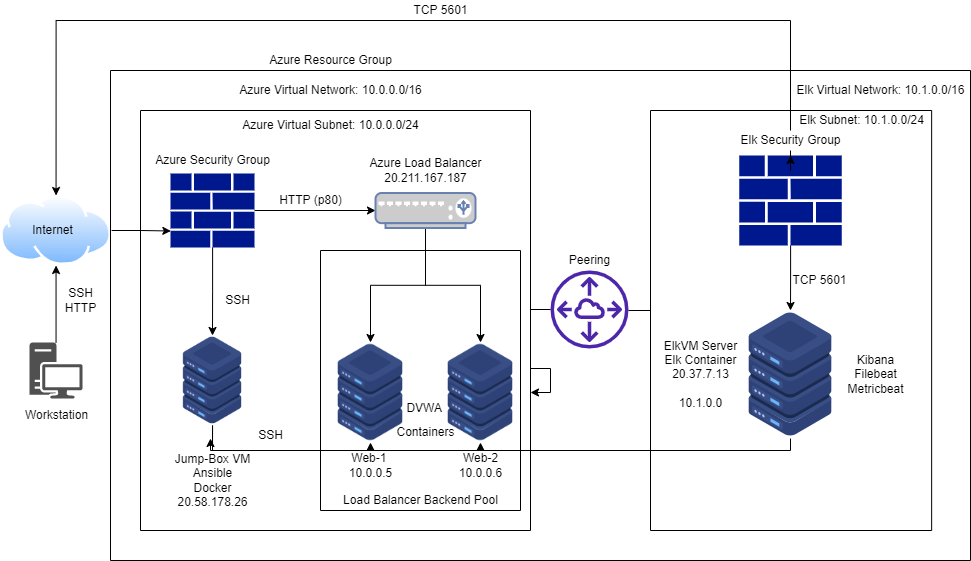 TCP 5601
Azure Resource Group
Azure Virtual Network: 10.0.0.0/16
Elk Virtual Network: 10.1.0.0/16
Azure Virtual Subnet: 10.0.0.0/24
Elk Subnet: 10.1.0.0/24
Azure Security Group
Azure Load Balancer
20.211.167.187
Elk Security Group
HTTP (p80)
Internet
Peering
SSH
HTTP
SSH
TCP 5601
ElkVM Server
Elk Container
20.37.7.13
10.1.0.0
Kibana
Filebeat
Metricbeat
Workstation
DVWA
Containers
SSH
Jump-Box VM
Ansible
Docker
20.58.178.26
Web-1
10.0.0.5
Web-2
10.0.0.6
Load Balancer Backend Pool